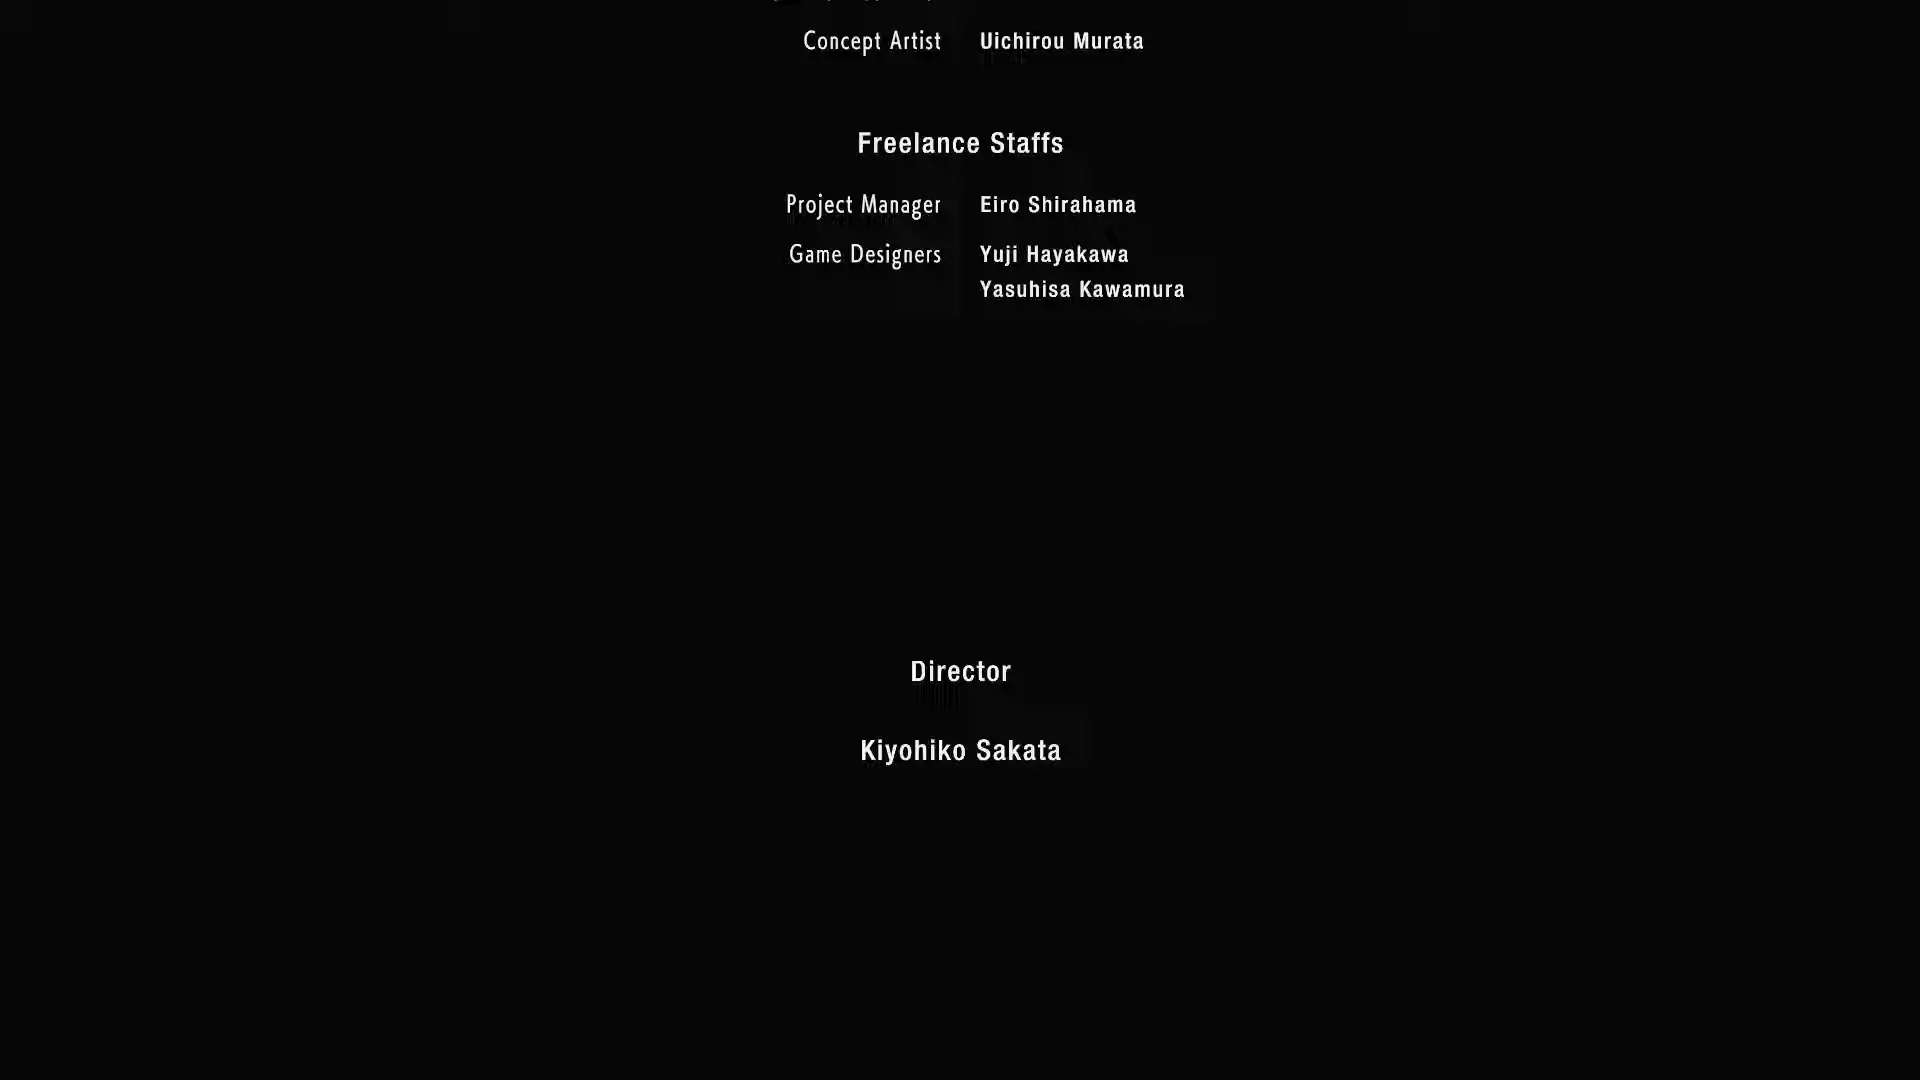 Concept Artist Uichirou Murata
Freelance Staffs
Project Manager Eiro Shirahama
Game Designers Yuji Hayakawa
Yasuhisa Kawamura
Director
Kiyohiko Sakata